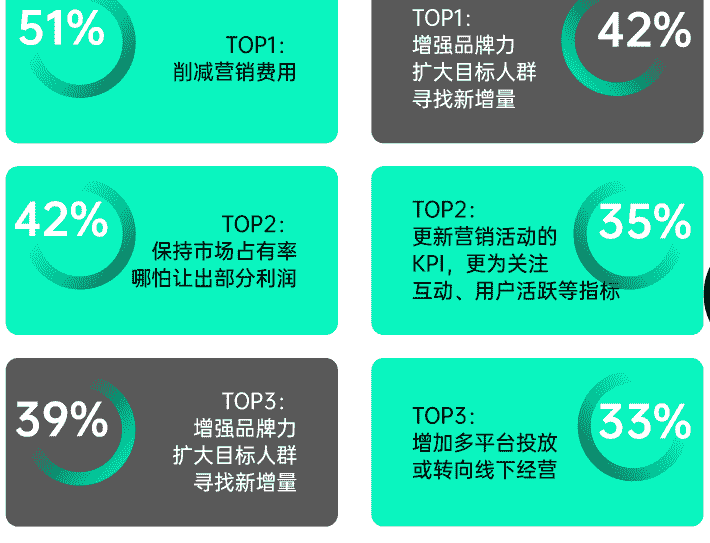 51%
TOP1：
削减营销费用
TOP1：
增强品牌力
扩大目标人群
寻找新增量
42%
42%
TOP2：
保持市场占有率
哪怕让出部分利润
TOP2：
更新营销活动的
KPI，更为关注
互动、用户活跃等指标
35%
39%
TOP3：
增强品牌力
扩大目标人群
寻找新增量
TOP3：
增加多平台投放
或转向线下经营
33%